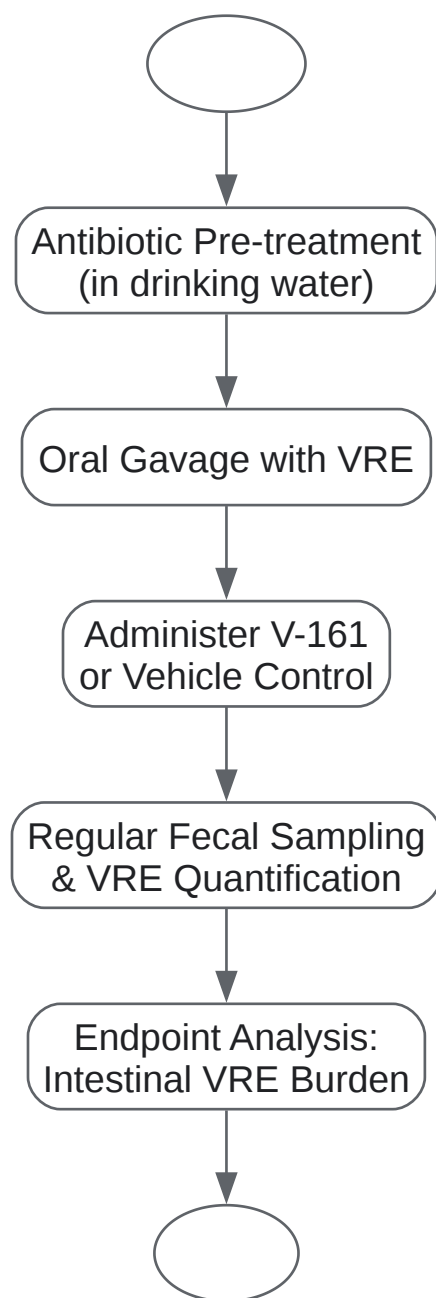 Antibiotic Pre-treatment
(in drinking water)
Oral Gavage with VRE
Administer V-161
or Vehicle Control
Regular Fecal Sampling
& VRE Quantification
Endpoint Analysis:
Intestinal VRE Burden